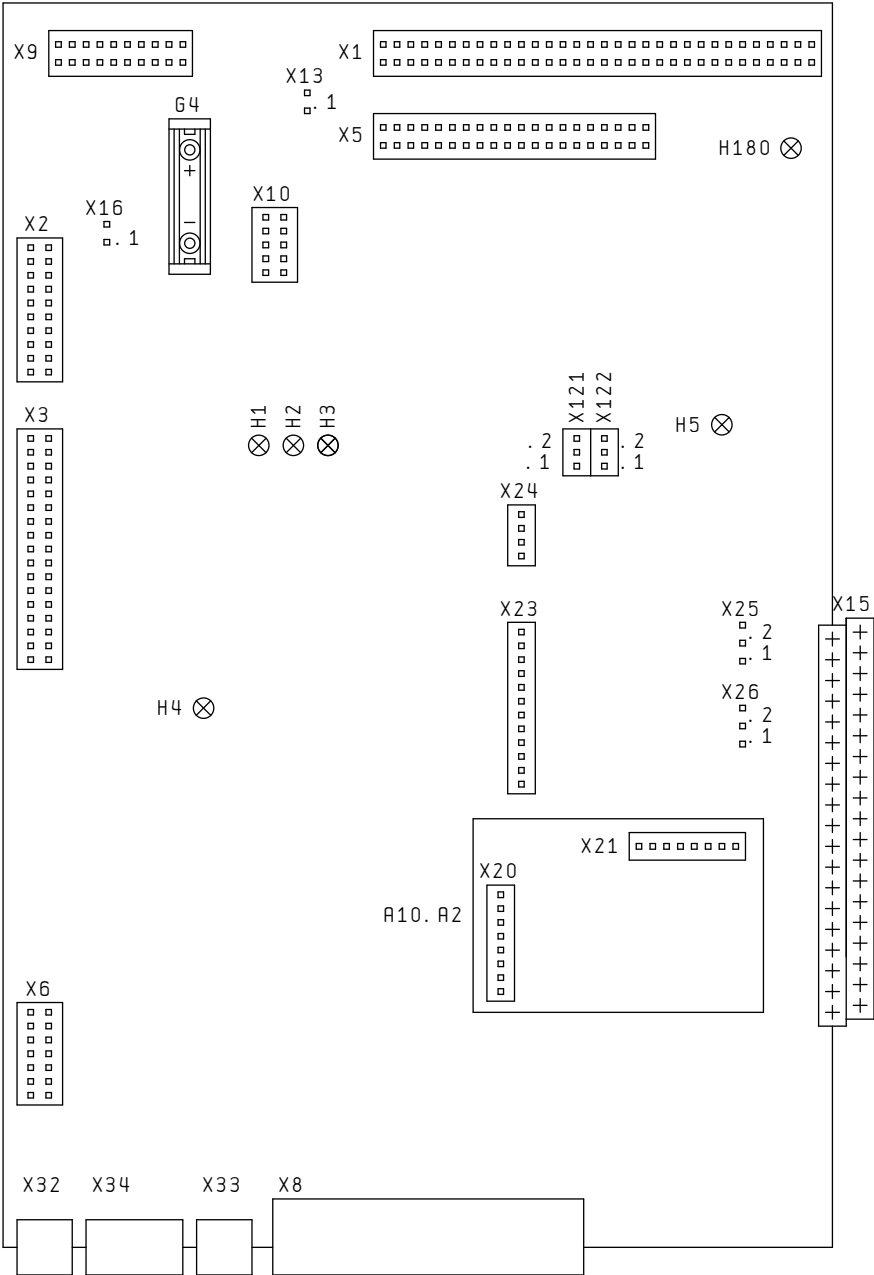 X9
X1
X13
. 1
G4
X5
H180
+
X10
X16
. 1
X2
−
X121
X122
H1
H2
H3
X3
H5
. 2
. 2
. 1
. 1
X24
X23
X25
X15
. 2
. 1
X26
H4
. 2
. 1
X21
X20
A10. A2
X6
X32
X34
X33
X8